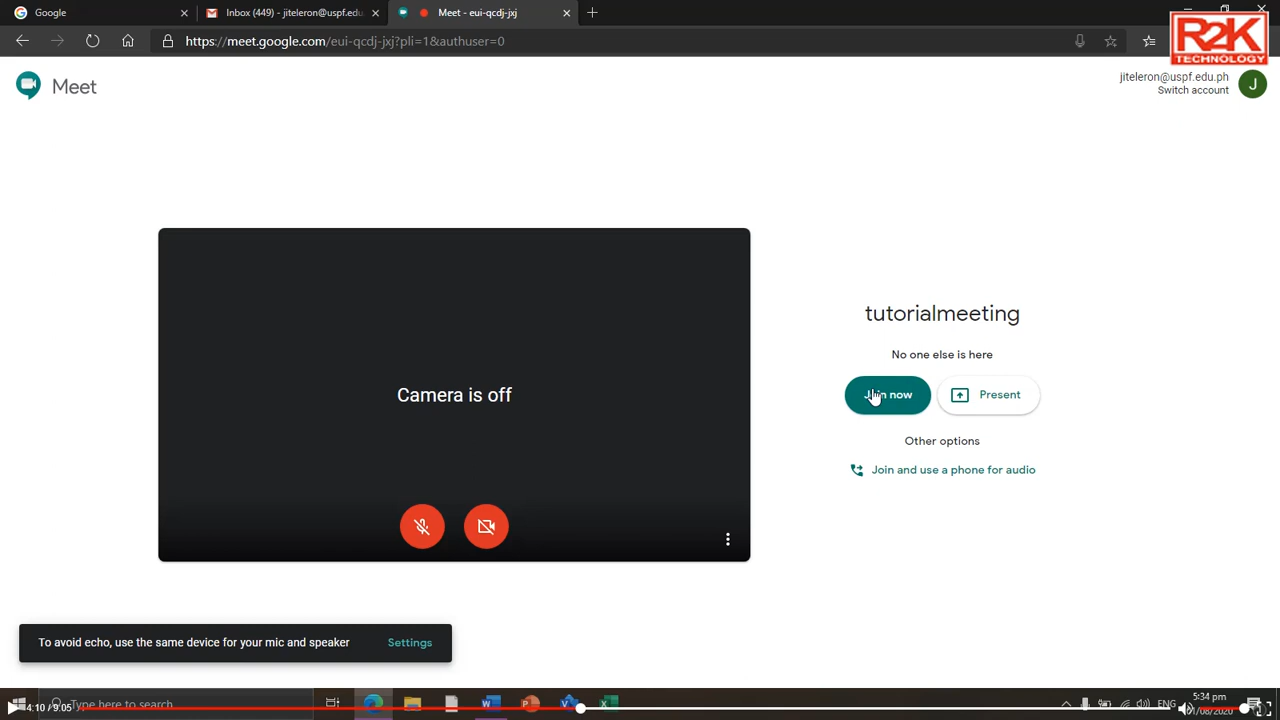 Google
Inbox (449) - jiteleron@uspf.edu
Meet - eui-qcdj-jxj
https://meet.google.com/eui-qcdj-jxj?pli=1&authuser=0
R2K
TECHNOLOGY
Meet
jiteleron@uspf.edu.ph
Switch account
J
tutorialmeeting
No one else is here
Camera is off
now
Present
Other options
Join and use a phone for audio
To avoid echo, use the same device for your mic and speaker
Settings
Type here to search
ENG
5:34 pm
/08/2020
4:10 / 9:05